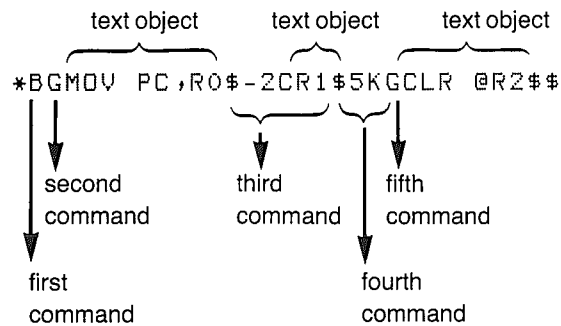 text object text object text object
*BGMOV PC,R0$-2CR1$5KGCLR @R2$$
second third fifth
command command command
first fourth
command command